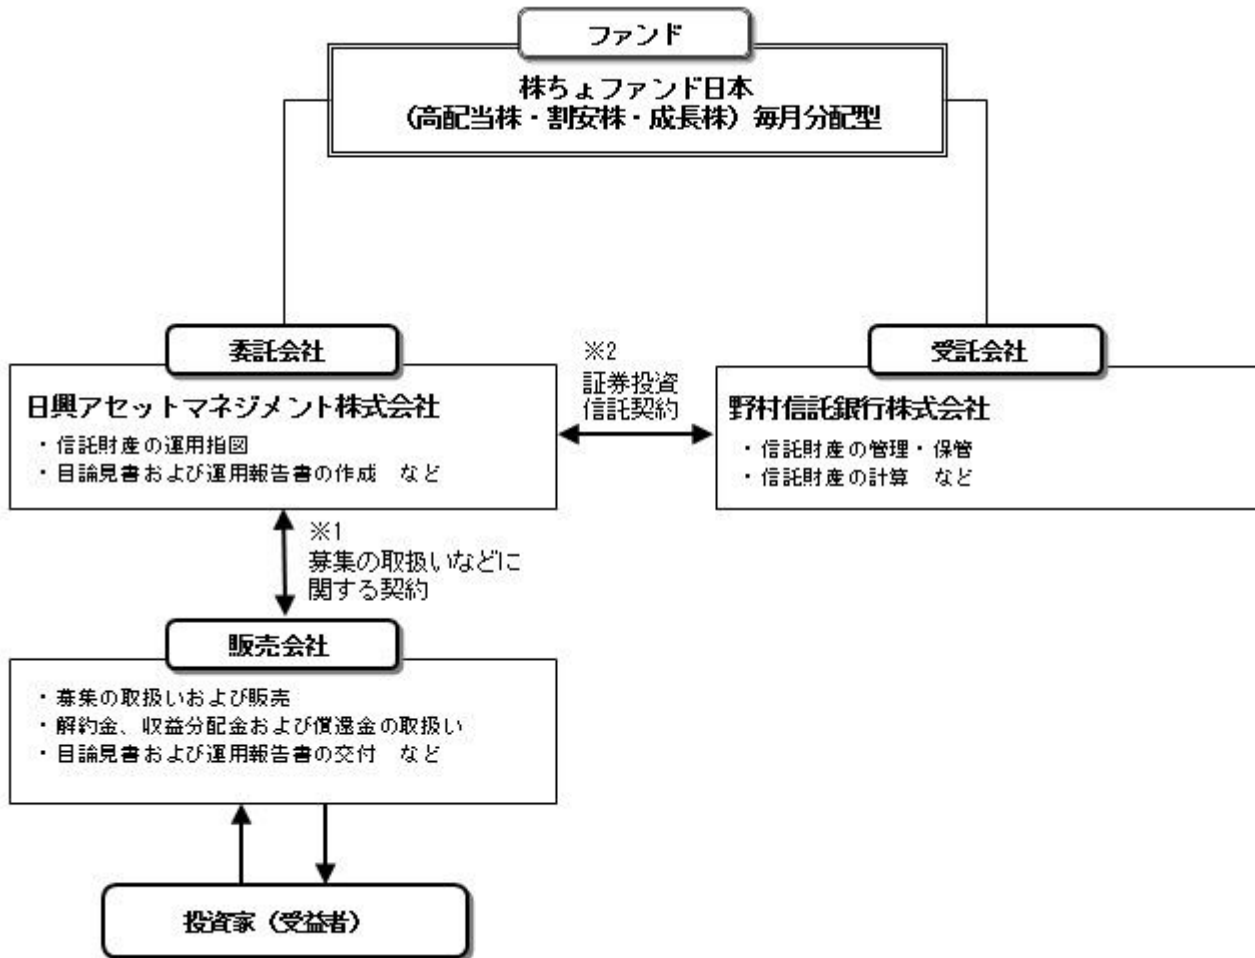 ファンド
株ちょファンド日本
（高配当株・割安株・成長株）毎月分配型
委託会社
日興アセットマネジメント株式会社
・信託財産の運用指図
・目論見書および運用報告書の作成　など
※2
証券投資
信託契約
受託会社
野村信託銀行株式会社
・信託財産の管理・保管
・信託財産の計算　など
※1
募集の取扱いなどに
関する契約
販売会社
・募集の取扱いおよび販売
・解約金、収益分配金および償還金の取扱い
・目論見書および運用報告書の交付　など
投資家（受益者）